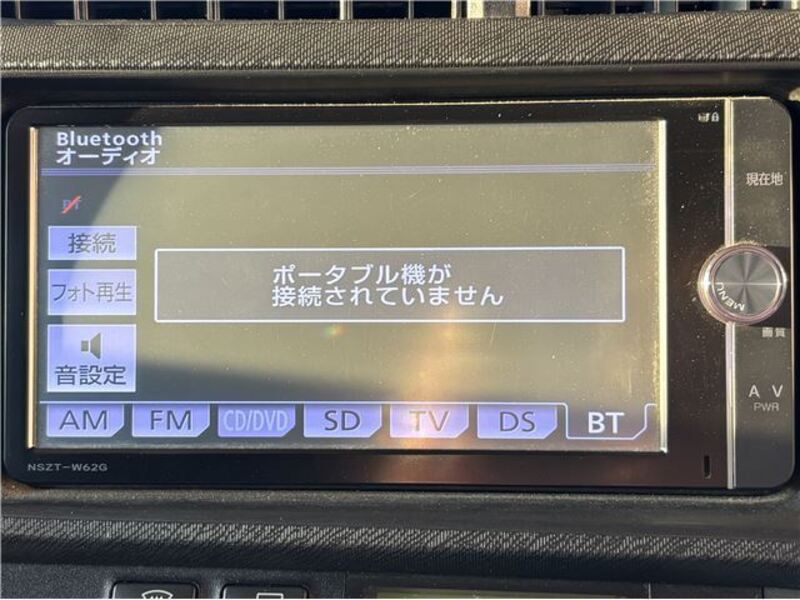 Bluetooth
オーディオ
現在地
BT
接続
ポータブル機が
接続されていません
フォト再生
MENU
画質
音設定
A V
PWR
AM
FM
CD/DVD
SD
TV
DS
BT
NSZT-W62G